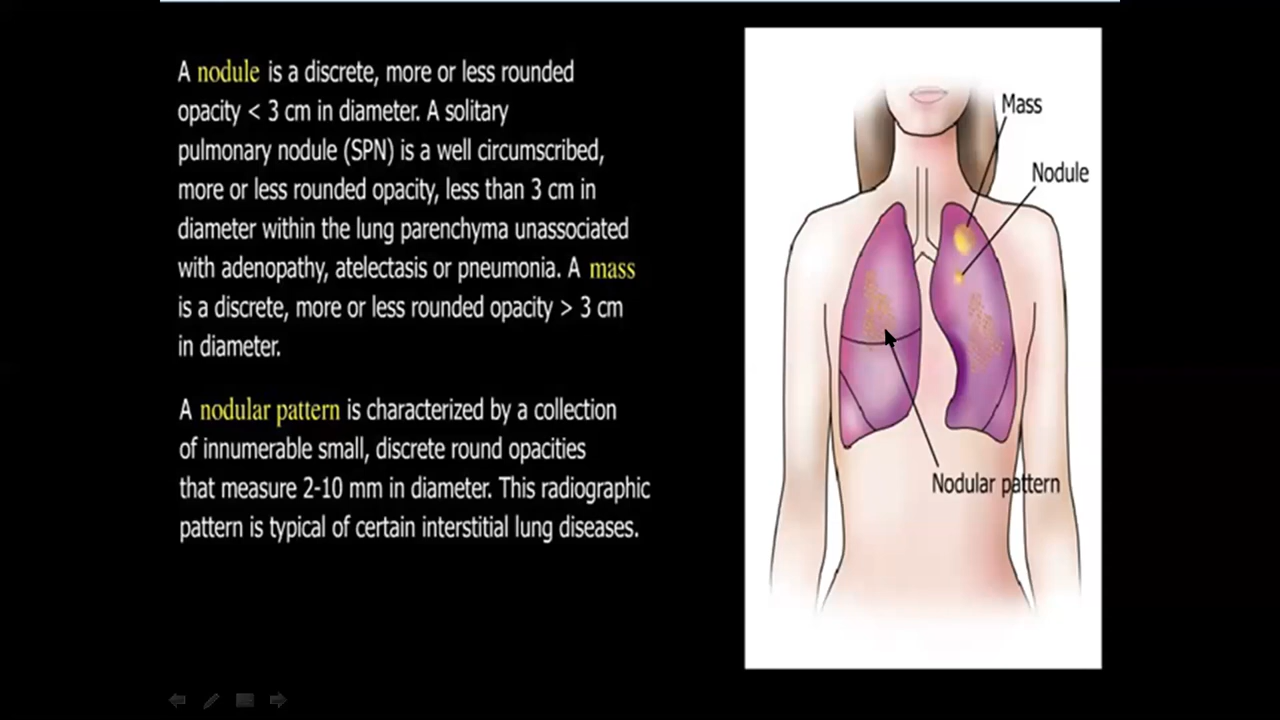 A nodule is a discrete, more or less rounded
opacity < 3 cm in diameter. A solitary
pulmonary nodule (SPN) is a well circumscribed,
more or less rounded opacity, less than 3 cm in
diameter within the lung parenchyma unassociated
with adenopathy, atelectasis or pneumonia. A mass
is a discrete, more or less rounded opacity > 3 cm
in diameter.
A nodular pattern is characterized by a collection
of innumerable small, discrete round opacities
that measure 2-10 mm in diameter. This radiographic
pattern is typical of certain interstitial lung diseases.
Mass
Nodule
Nodular pattern